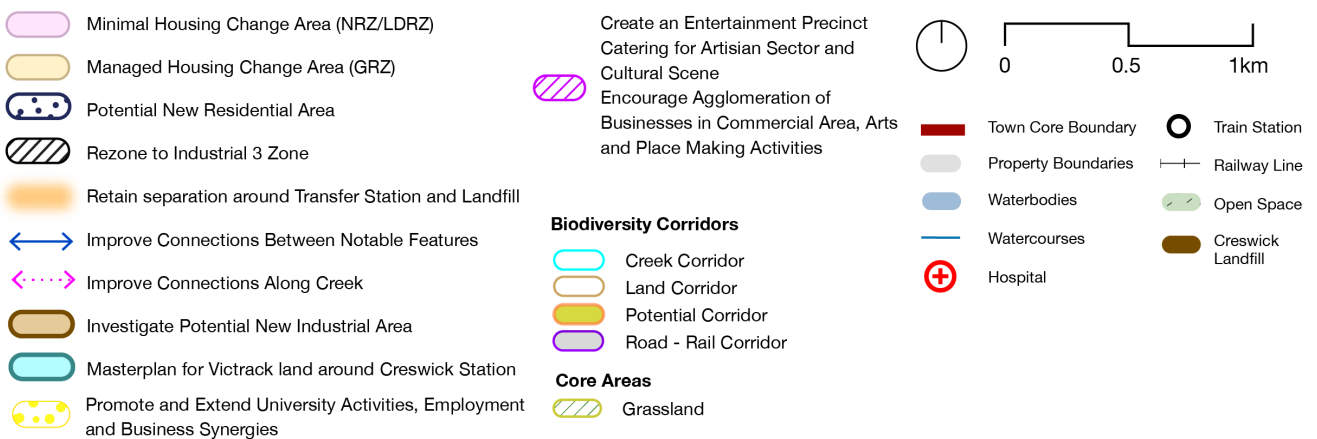 Minimal Housing Change Area (NRZ/LDRZ)
Managed Housing Change Area (GRZ)
Potential New Residential Area
Rezone to Industrial 3 Zone
Retain separation around Transfer Station and Landfill
Improve Connections Between Notable Features
Improve Connections Along Creek
Investigate Potential New Industrial Area
Masterplan for Victrack land around Creswick Station
Promote and Extend University Activities, Employment
and Business Synergies
Create an Entertainment Precinct
Catering for Artisian Sector and
Cultural Scene
Encourage Agglomeration of
Businesses in Commercial Area, Arts
and Place Making Activities
Biodiversity Corridors
Creek Corridor
Land Corridor
Potential Corridor
Road - Rail Corridor
Core Areas
Grassland
0 0.5 1km
Town Core Boundary
Property Boundaries
Waterbodies
Watercourses
Hospital
Train Station
Railway Line
Open Space
Creswick
Landfill